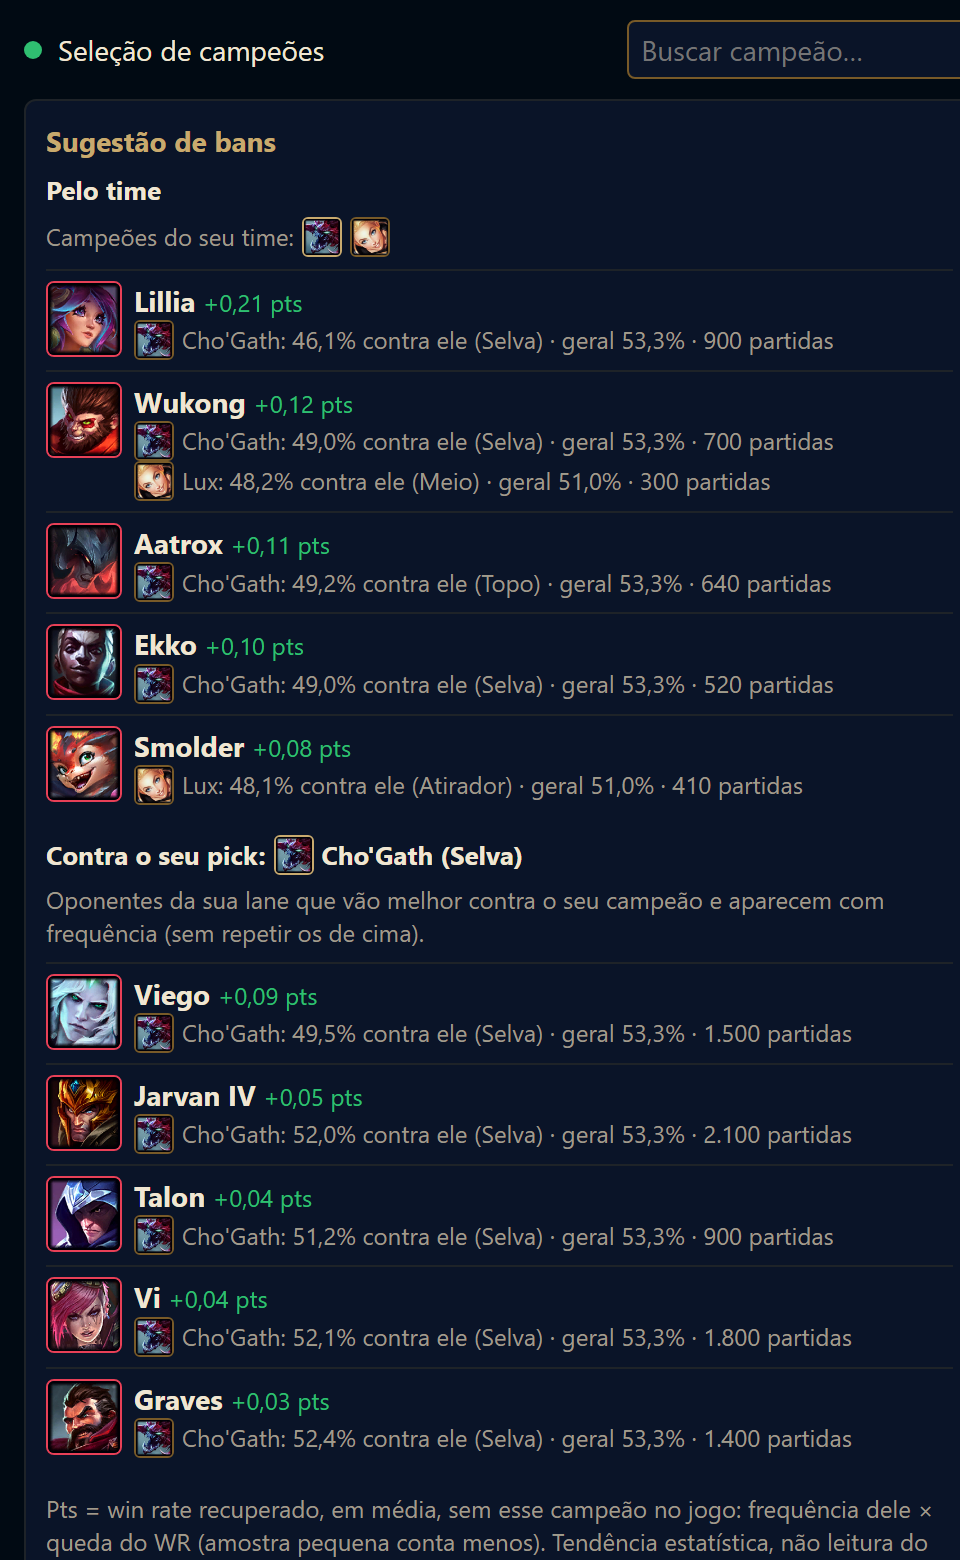 Seleção de campeões
Buscar campeão...
Sugestão de bans
Pelo time
Campeões do seu time:
Lillia +0,21 pts
Cho'Gath: 46,1% contra ele (Selva) · geral 53,3% · 900 partidas
Wukong +0,12 pts
Cho'Gath: 49,0% contra ele (Selva) · geral 53,3% · 700 partidas
Lux: 48,2% contra ele (Meio) · geral 51,0% · 300 partidas
Aatrox +0,11 pts
Cho'Gath: 49,2% contra ele (Topo) · geral 53,3% · 640 partidas
Ekko +0,10 pts
Cho'Gath: 49,0% contra ele (Selva) · geral 53,3% · 520 partidas
Smolder +0,08 pts
Lux: 48,1% contra ele (Atirador) · geral 51,0% · 410 partidas
Contra o seu pick: Cho'Gath (Selva)
Oponentes da sua lane que vão melhor contra o seu campeão e aparecem com
frequência (sem repetir os de cima).
Viego +0,09 pts
Cho'Gath: 49,5% contra ele (Selva) · geral 53,3% · 1.500 partidas
Jarvan IV +0,05 pts
Cho'Gath: 52,0% contra ele (Selva) · geral 53,3% · 2.100 partidas
Talon +0,04 pts
Cho'Gath: 51,2% contra ele (Selva) · geral 53,3% · 900 partidas
Vi +0,04 pts
Cho'Gath: 52,1% contra ele (Selva) · geral 53,3% · 1.800 partidas
Graves +0,03 pts
Cho'Gath: 52,4% contra ele (Selva) · geral 53,3% · 1.400 partidas
Pts = win rate recuperado, em média, sem esse campeão no jogo: frequência dele ×
queda do WR (amostra pequena conta menos). Tendência estatística, não leitura do